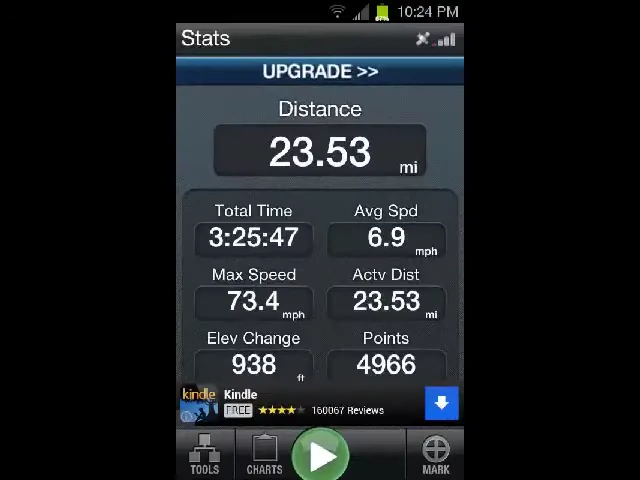 10:24 PM
Stats
UPGRADE >>
Distance
23.53 mi
Total Time Avg Spd
3:25:47 6.9 mph
Max Speed Actv Dist
73.4 mph 23.53 mi
Elev Change Points
938 ft 4966
kindle Kindle
FREE 160067 Reviews
TOOLS CHARTS MARK